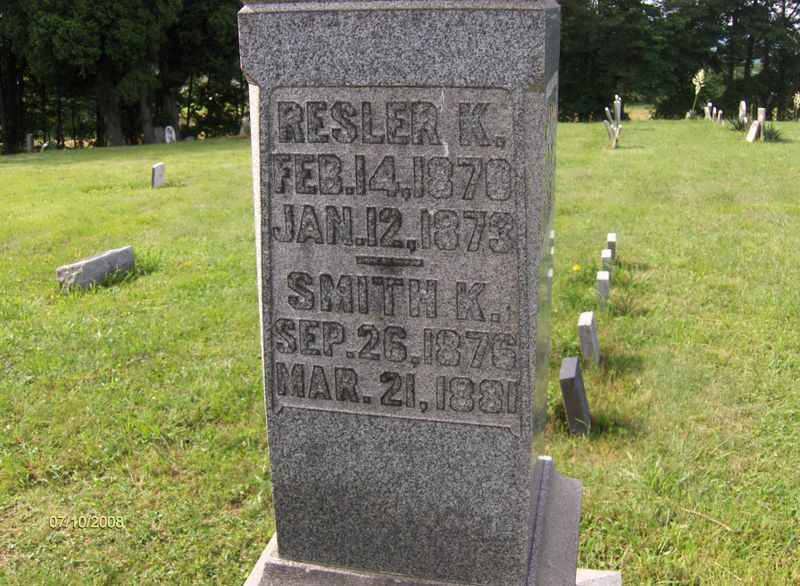 RESLER K.
FEB. 14, 1870
JAN. 12, 1873
SMITH K.
SEP. 26, 1876
MAR. 21, 1881
07/10/2008